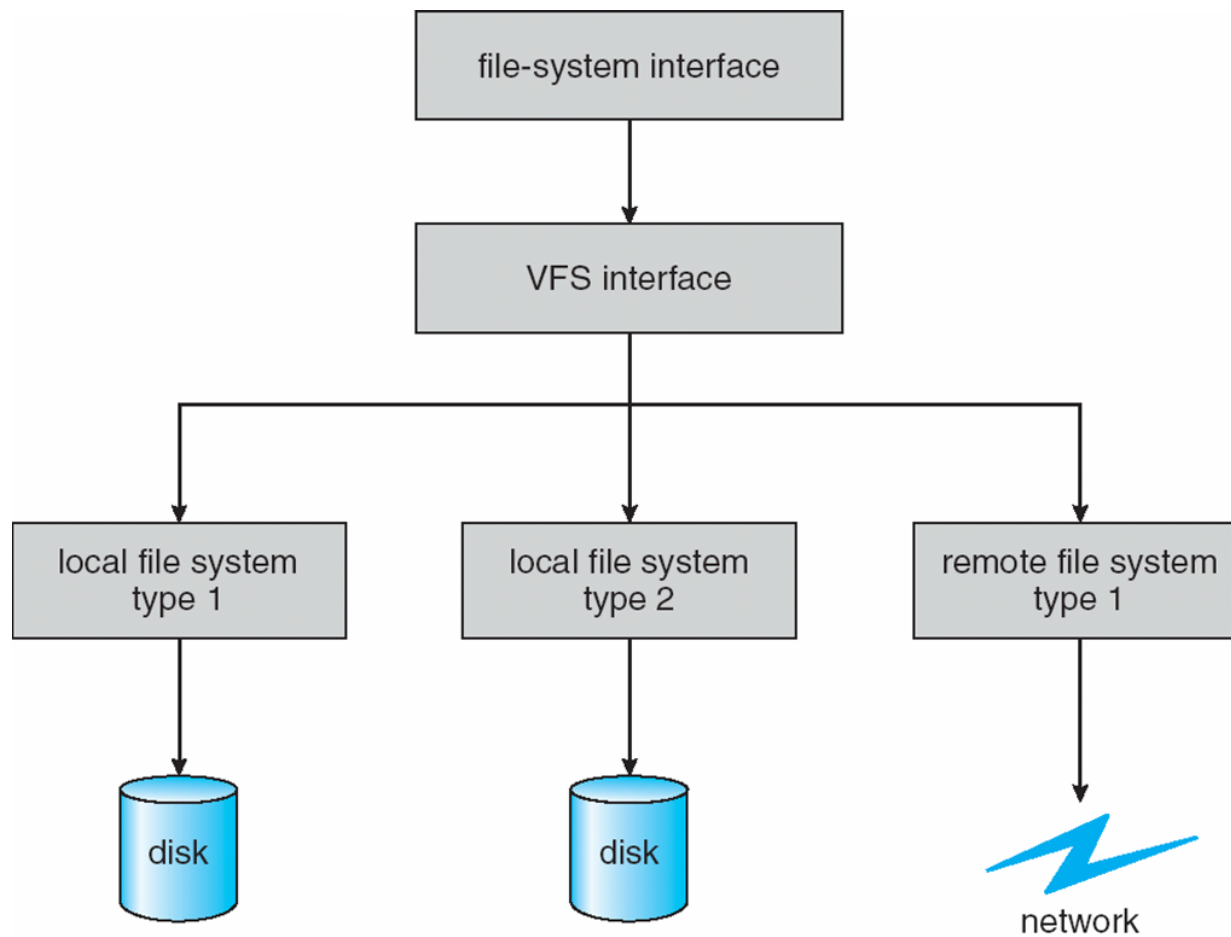 file-system interface
VFS interface
local file system
type 1
local file system
type 2
remote file system
type 1
disk
disk
network